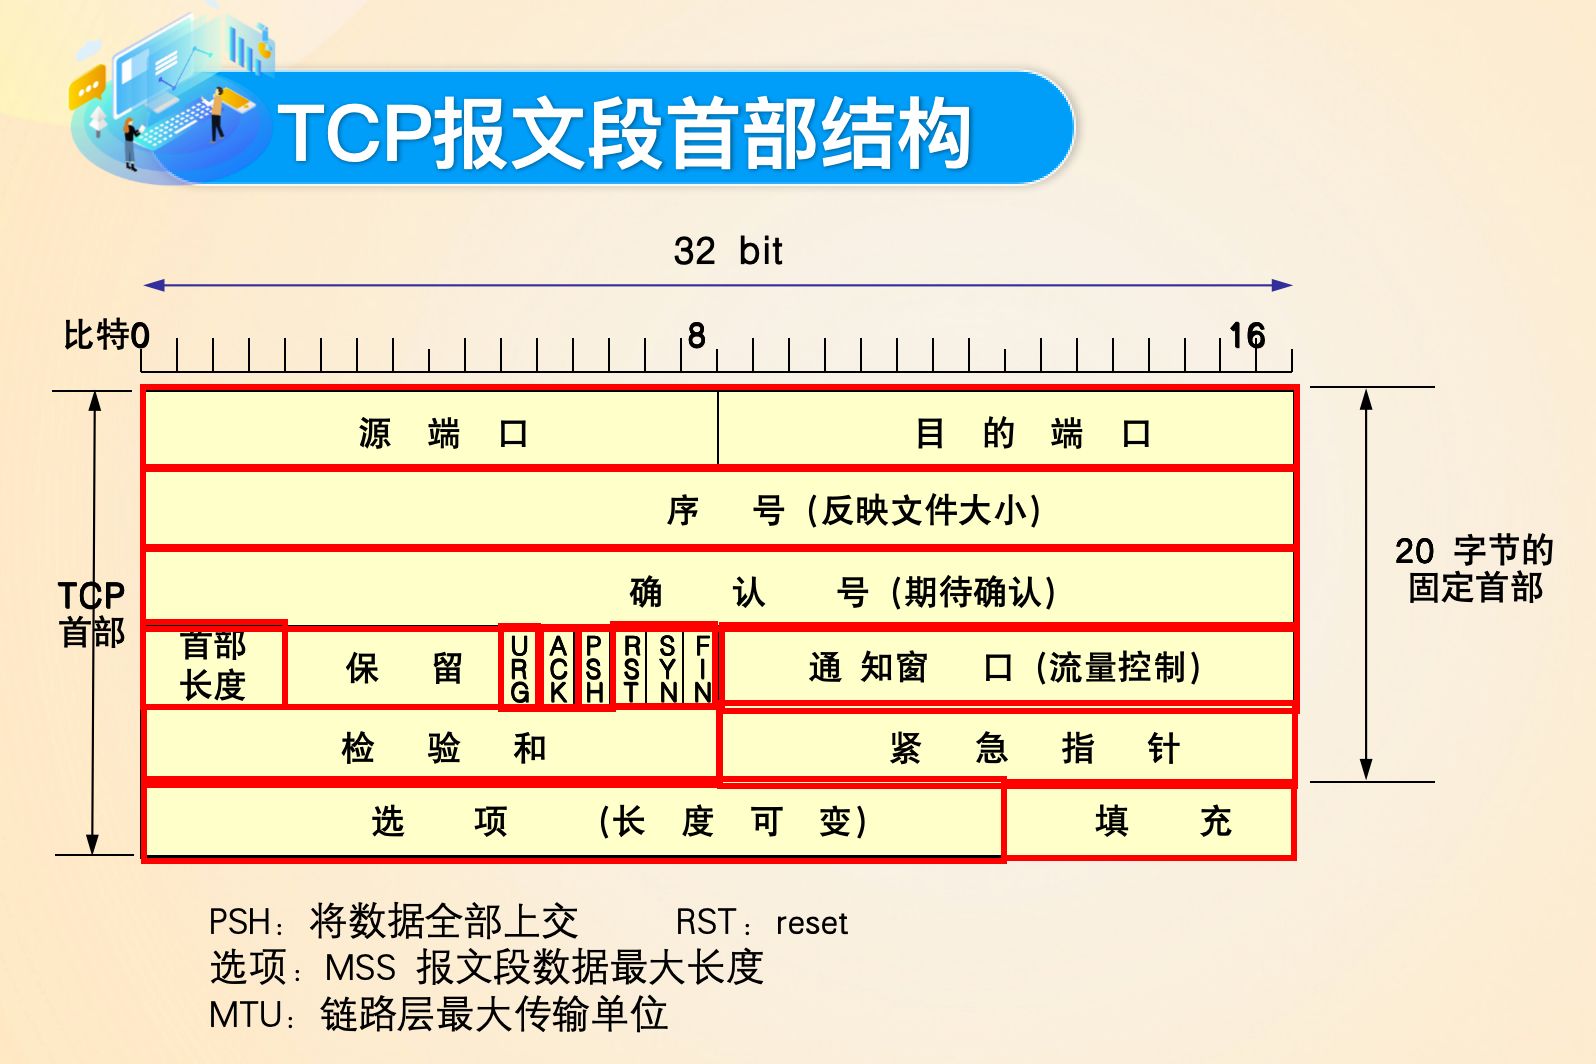 TCP报文段首部结构
32 bit
比特0 8 16
源 端 口 目 的 端 口
序 号（反映文件大小）
确 认 号（期待确认）
20 字节的
固定首部
TCP
首部
首部
长度
保 留
URG
ACK
PSH
RST
SYN
FIN
通 知窗 口（流量控制）
检 验 和 紧 急 指 针
选 项 （长 度 可 变） 填 充
PSH：将数据全部上交 RST：reset
选项：MSS 报文段数据最大长度
MTU：链路层最大传输单位